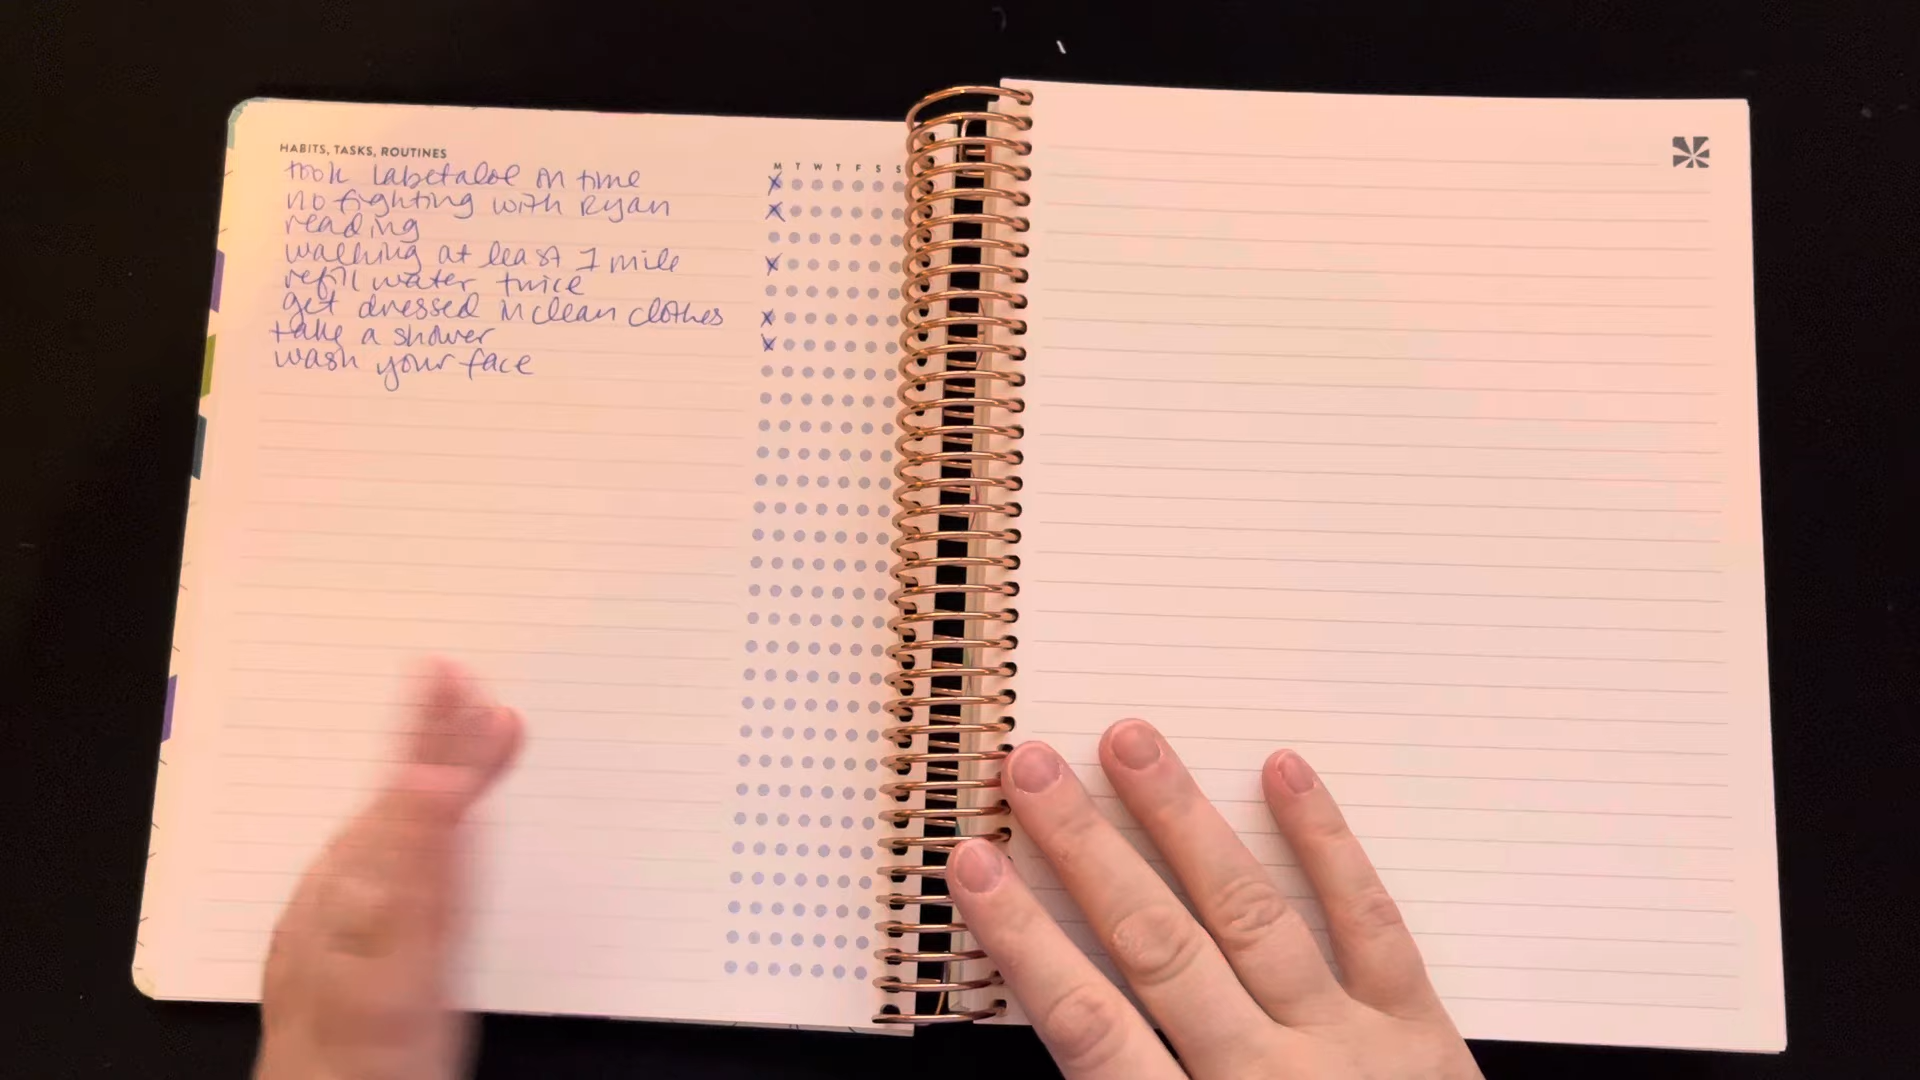 HABITS, TASKS, ROUTINES
M T W T F S S
took labetalol on time
no fighting with Ryan
reading
walking at least 1 mile
refill water twice
get dressed in clean clothes
take a shower
wash your face